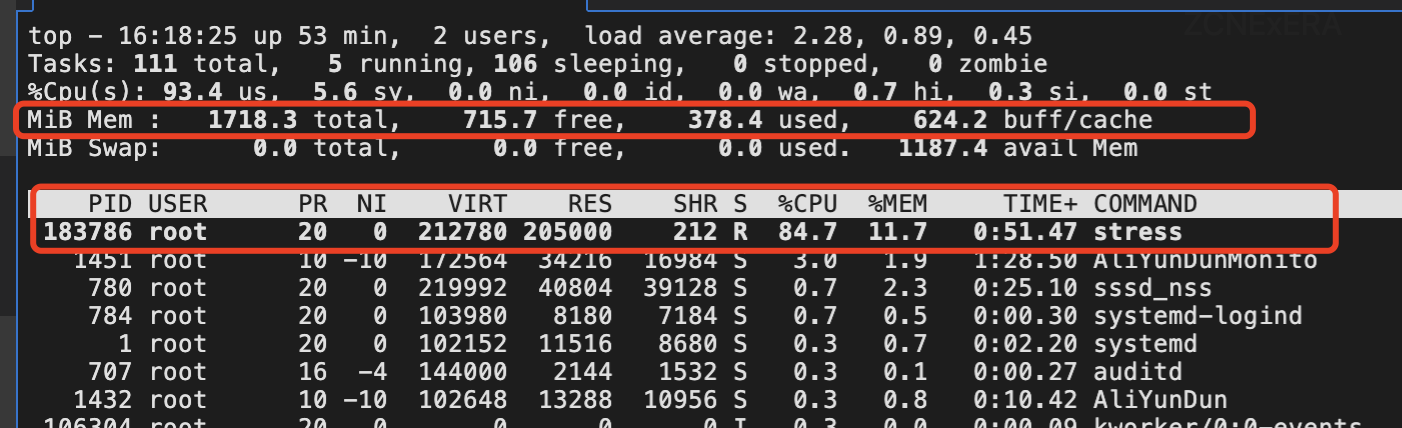 ZCNExERA
top - 16:18:25 up 53 min,  2 users,  load average: 2.28, 0.89, 0.45
Tasks: 111 total,   5 running, 106 sleeping,   0 stopped,   0 zombie
%Cpu(s): 93.4 us,  5.6 sy,  0.0 ni,  0.0 id,  0.0 wa,  0.7 hi,  0.3 si,  0.0 st
MiB Mem :   1718.3 total,    715.7 free,    378.4 used,    624.2 buff/cache
MiB Swap:      0.0 total,      0.0 free,      0.0 used.   1187.4 avail Mem
PID USER      PR  NI    VIRT    RES    SHR S  %CPU  %MEM     TIME+ COMMAND
183786 root      20   0  212780 205000    212 R  84.7  11.7   0:51.47 stress
1451 root      10 -10  172564  34216  16984 S   3.0   1.9   1:28.50 AliYunDunMonito
780 root      20   0  219992  40804  39128 S   0.7   2.3   0:25.10 sssd_nss
784 root      20   0  103980   8180   7184 S   0.7   0.5   0:00.30 systemd-logind
1 root      20   0  102152  11516   8680 S   0.3   0.7   0:02.20 systemd
707 root      16  -4  144000   2144   1532 S   0.3   0.1   0:00.27 auditd
1432 root      10 -10  102648  13288  10956 S   0.3   0.8   0:10.42 AliYunDun
106304 root      20   0       0      0      0 I   0.3   0.0   0:00.09 kworker/0:0-events